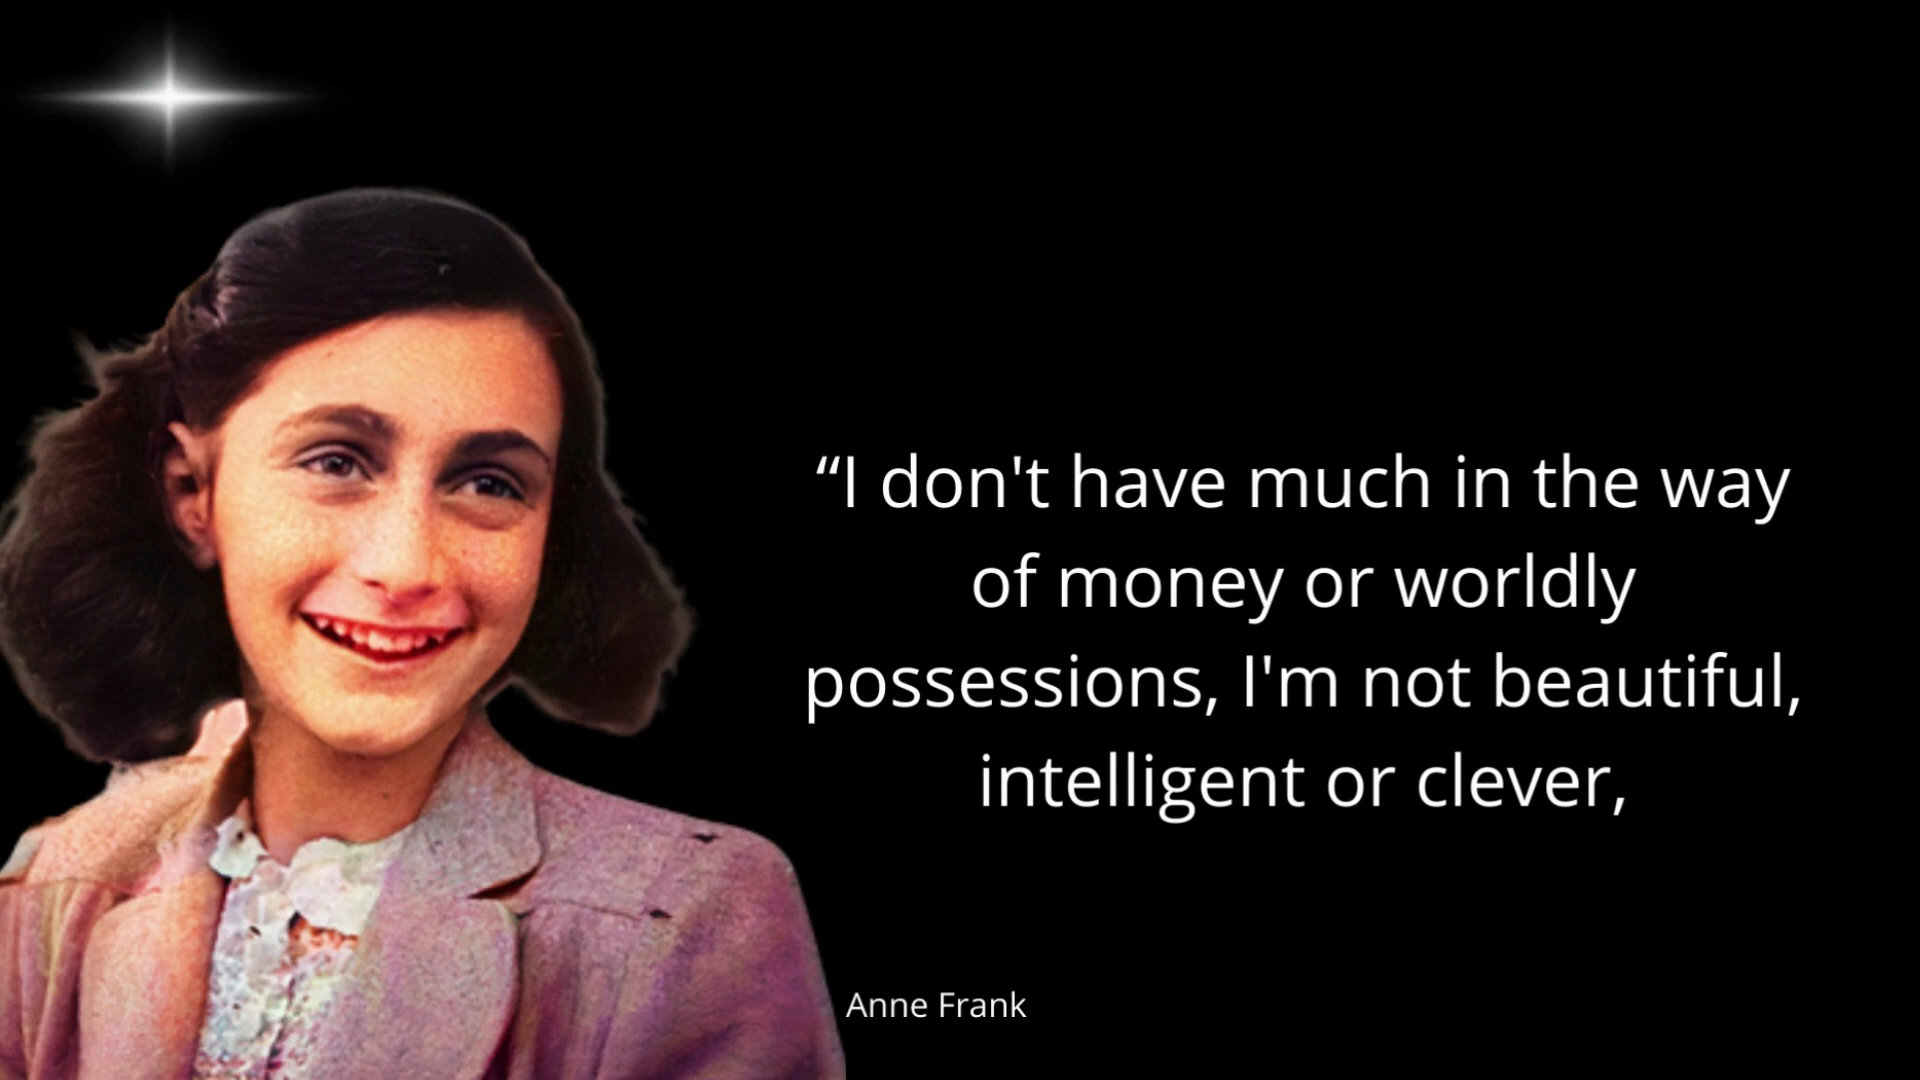 “I don't have much in the way
of money or worldly
possessions, I'm not beautiful,
intelligent or clever,
Anne Frank